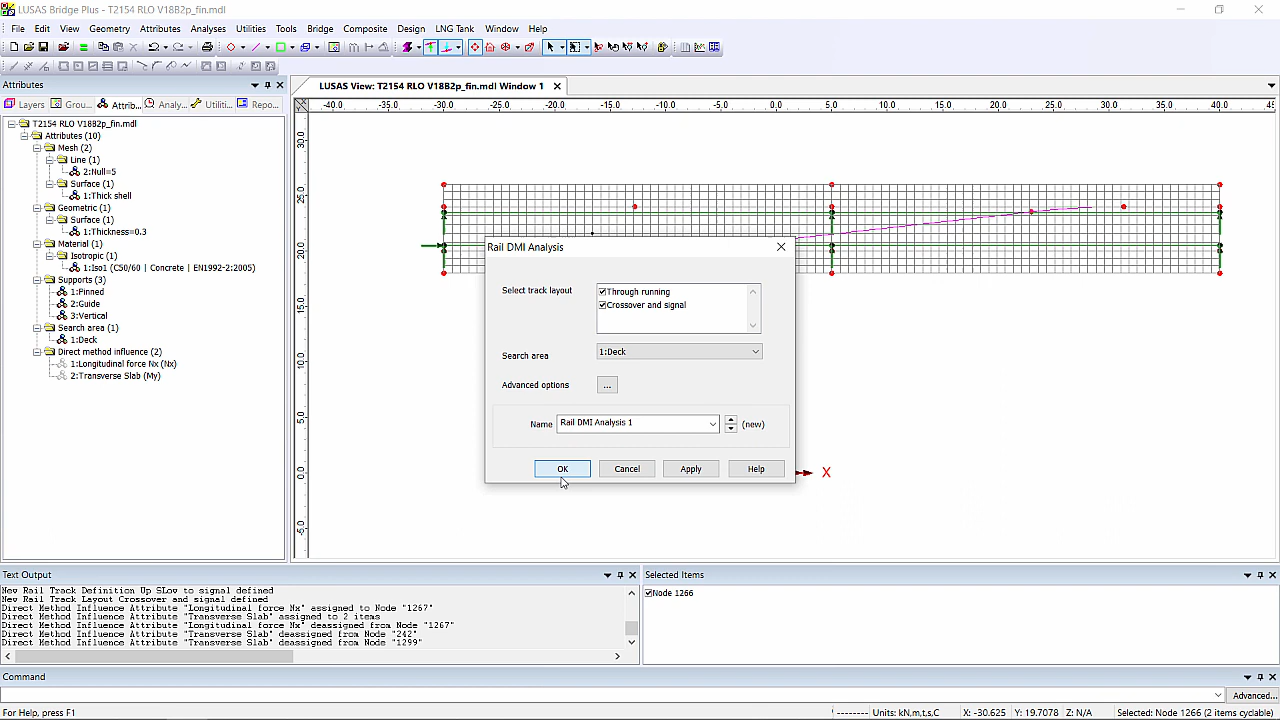 LUSAS Bridge Plus - T2154 RLO V18B2p_fin.mdl
File Edit View Geometry Attributes Analyses Utilities Tools Bridge Composite Design LNG Tank Window Help
Attributes
Layers Grou... Attrib... Analy... Utiliti... Repo...
T2154 RLO V18B2p_fin.mdl
Attributes (10)
Mesh (2)
Line (1)
2:Null=5
Surface (1)
1:Thick shell
Geometric (1)
Surface (1)
1:Thickness=0.3
Material (1)
Isotropic (1)
1:Iso1 (C50/60 | Concrete | EN1992-2:2005)
Supports (3)
1:Pinned
2:Guide
3:Vertical
Search area (1)
1:Deck
Direct method influence (2)
1:Longitudinal force Nx (Nx)
2:Transverse Slab (My)
LUSAS View: T2154 RLO V18B2p_fin.mdl Window 1
-40.0 -35.0 -30.0 -25.0 -20.0 -15.0 -10.0 -5.0 0.0 5.0 10.0 15.0 20.0 25.0 30.0 35.0 40.0 45
30.0
25.0
20.0
15.0
10.0
5.0
0.0
-5.0
X
Rail DMI Analysis
Select track layout
Through running
Crossover and signal
Search area 1:Deck
Advanced options ...
Name Rail DMI Analysis 1 (new)
OK Cancel Apply Help
Text Output
New Rail Track Definition Up SLow to signal defined
New Rail Track Layout Crossover and signal defined
Direct Method Influence Attribute "Longitudinal force Nx" assigned to Node "1267"
Direct Method Influence Attribute "Transverse Slab" assigned to 2 items
Direct Method Influence Attribute "Longitudinal force Nx" deassigned from Node "1267"
Direct Method Influence Attribute "Transverse Slab" deassigned from Node "242"
Direct Method Influence Attribute "Transverse Slab" deassigned from Node "1299"
Selected Items
Node 1266
Command
Advanced...
For Help, press F1
Units: kN,m,t,s,C X: -30.625 Y: 19.7078 Z: N/A Selected: Node 1266 (2 items cyclable)